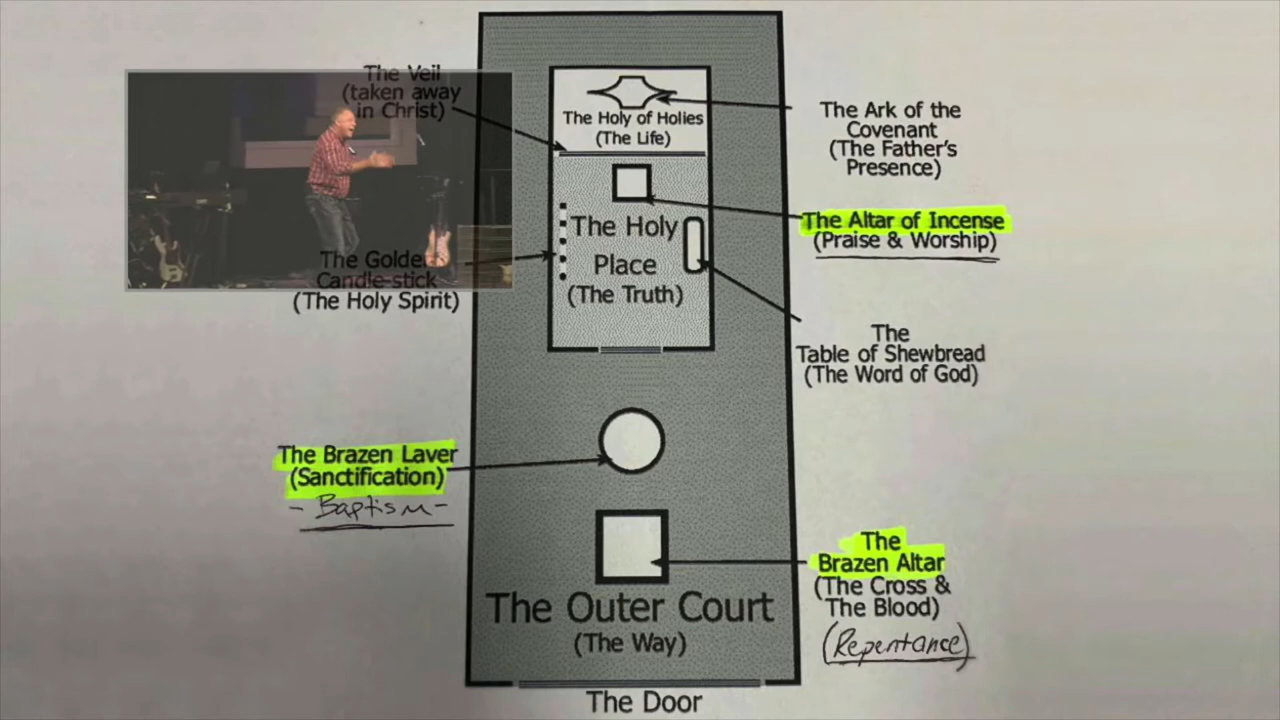 The Veil
(taken away
in Christ)
The Holy of Holies
(The Life)
The Ark of the
Covenant
(The Father's
Presence)
The Altar of Incense
(Praise & Worship)
The Holy
Place
(The Truth)
The Golden
Candle-stick
(The Holy Spirit)
The
Table of Shewbread
(The Word of God)
The Brazen Laver
(Sanctification)
- Baptism -
The
Brazen Altar
(The Cross &
The Blood)
(Repentance)
The Outer Court
(The Way)
The Door